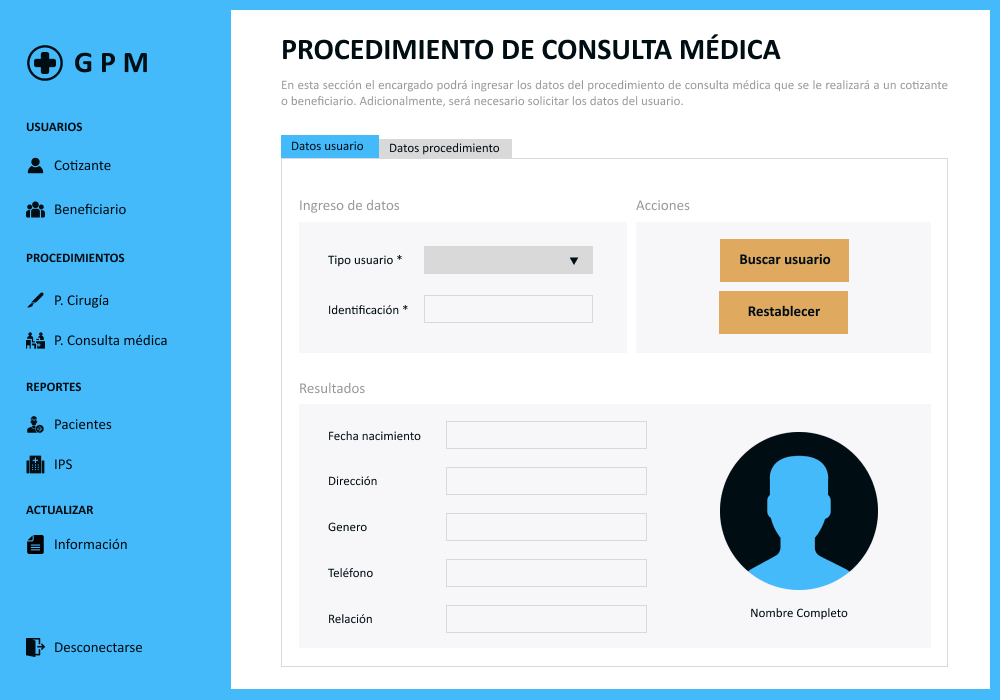 GPM
USUARIOS
Cotizante
Beneficiario
PROCEDIMIENTOS
P. Cirugía
P. Consulta médica
REPORTES
Pacientes
IPS
ACTUALIZAR
Información
Desconectarse
PROCEDIMIENTO DE CONSULTA MÉDICA
En esta sección el encargado podrá ingresar los datos del procedimiento de consulta médica que se le realizará a un cotizante
o beneficiario. Adicionalmente, será necesario solicitar los datos del usuario.
Datos usuario
Datos procedimiento
Ingreso de datos
Tipo usuario *
Identificación *
Acciones
Buscar usuario
Restablecer
Resultados
Fecha nacimiento
Dirección
Genero
Teléfono
Relación
Nombre Completo